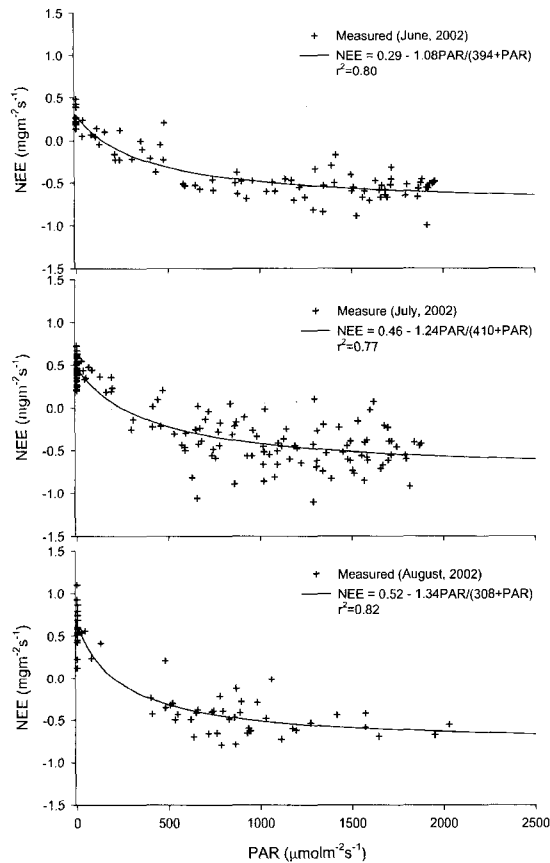 1.5
1.0
0.5
0.0
-0.5
-1.0
-1.5
NEE (mgm⁻²s⁻¹)
Measured (June, 2002)
NEE = 0.29 - 1.08PAR/(394+PAR)
r²=0.80
1.0
0.5
0.0
-0.5
-1.0
1.5
NEE (mgm⁻²s⁻¹)
Measure (July, 2002)
NEE = 0.46 - 1.24PAR/(410+PAR)
r²=0.77
1.0
0.5
0.0
-0.5
-1.0
-1.5
NEE (mgm⁻²s⁻¹)
Measured (August, 2002)
NEE = 0.52 - 1.34PAR/(308+PAR)
r²=0.82
0 500 1000 1500 2000 2500
PAR (μmolm⁻²s⁻¹)